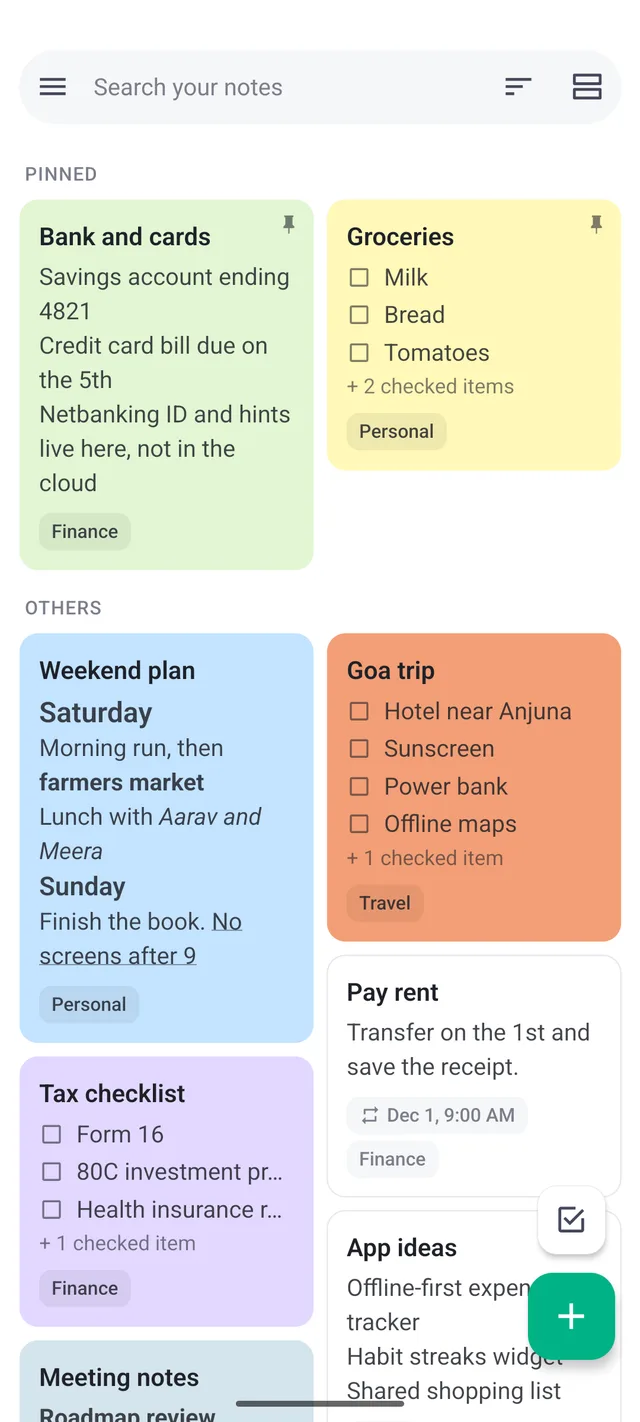 Search your notes
PINNED
Bank and cards
Savings account ending
4821
Credit card bill due on
the 5th
Netbanking ID and hints
live here, not in the
cloud
Finance
Groceries
Milk
Bread
Tomatoes
+ 2 checked items
Personal
OTHERS
Weekend plan
Saturday
Morning run, then
farmers market
Lunch with Aarav and
Meera
Sunday
Finish the book. No
screens after 9
Personal
Goa trip
Hotel near Anjuna
Sunscreen
Power bank
Offline maps
+ 1 checked item
Travel
Pay rent
Transfer on the 1st and
save the receipt.
Dec 1, 9:00 AM
Finance
Tax checklist
Form 16
80C investment pr...
Health insurance r...
+ 1 checked item
Finance
App ideas
Offline-first expen
tracker
Habit streaks widget
Shared shopping list
Meeting notes
Roadmap review